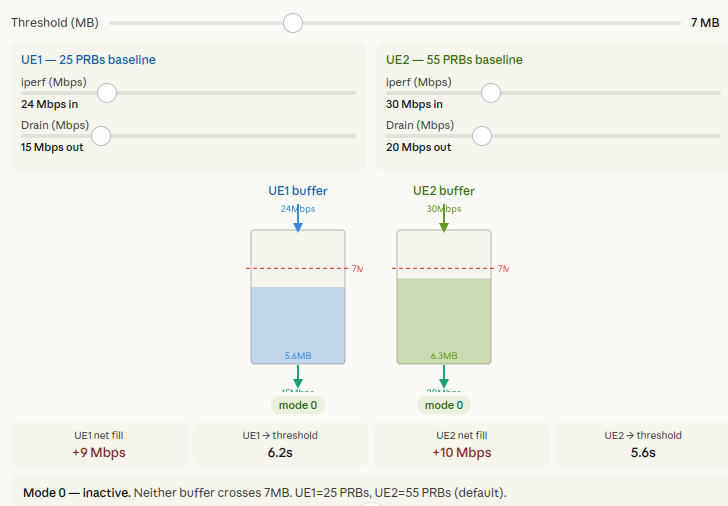 Threshold (MB) 7 MB
UE1 — 25 PRBs baseline
iperf (Mbps)
24 Mbps in
Drain (Mbps)
15 Mbps out
UE2 — 55 PRBs baseline
iperf (Mbps)
30 Mbps in
Drain (Mbps)
20 Mbps out
UE1 buffer UE2 buffer
24Mbps 30Mbps
5.6MB 6.3MB
mode 0 mode 0
UE1 net fill
+9 Mbps
UE1 → threshold
6.2s
UE2 net fill
+10 Mbps
UE2 → threshold
5.6s
Mode 0 — inactive. Neither buffer crosses 7MB. UE1=25 PRBs, UE2=55 PRBs (default).